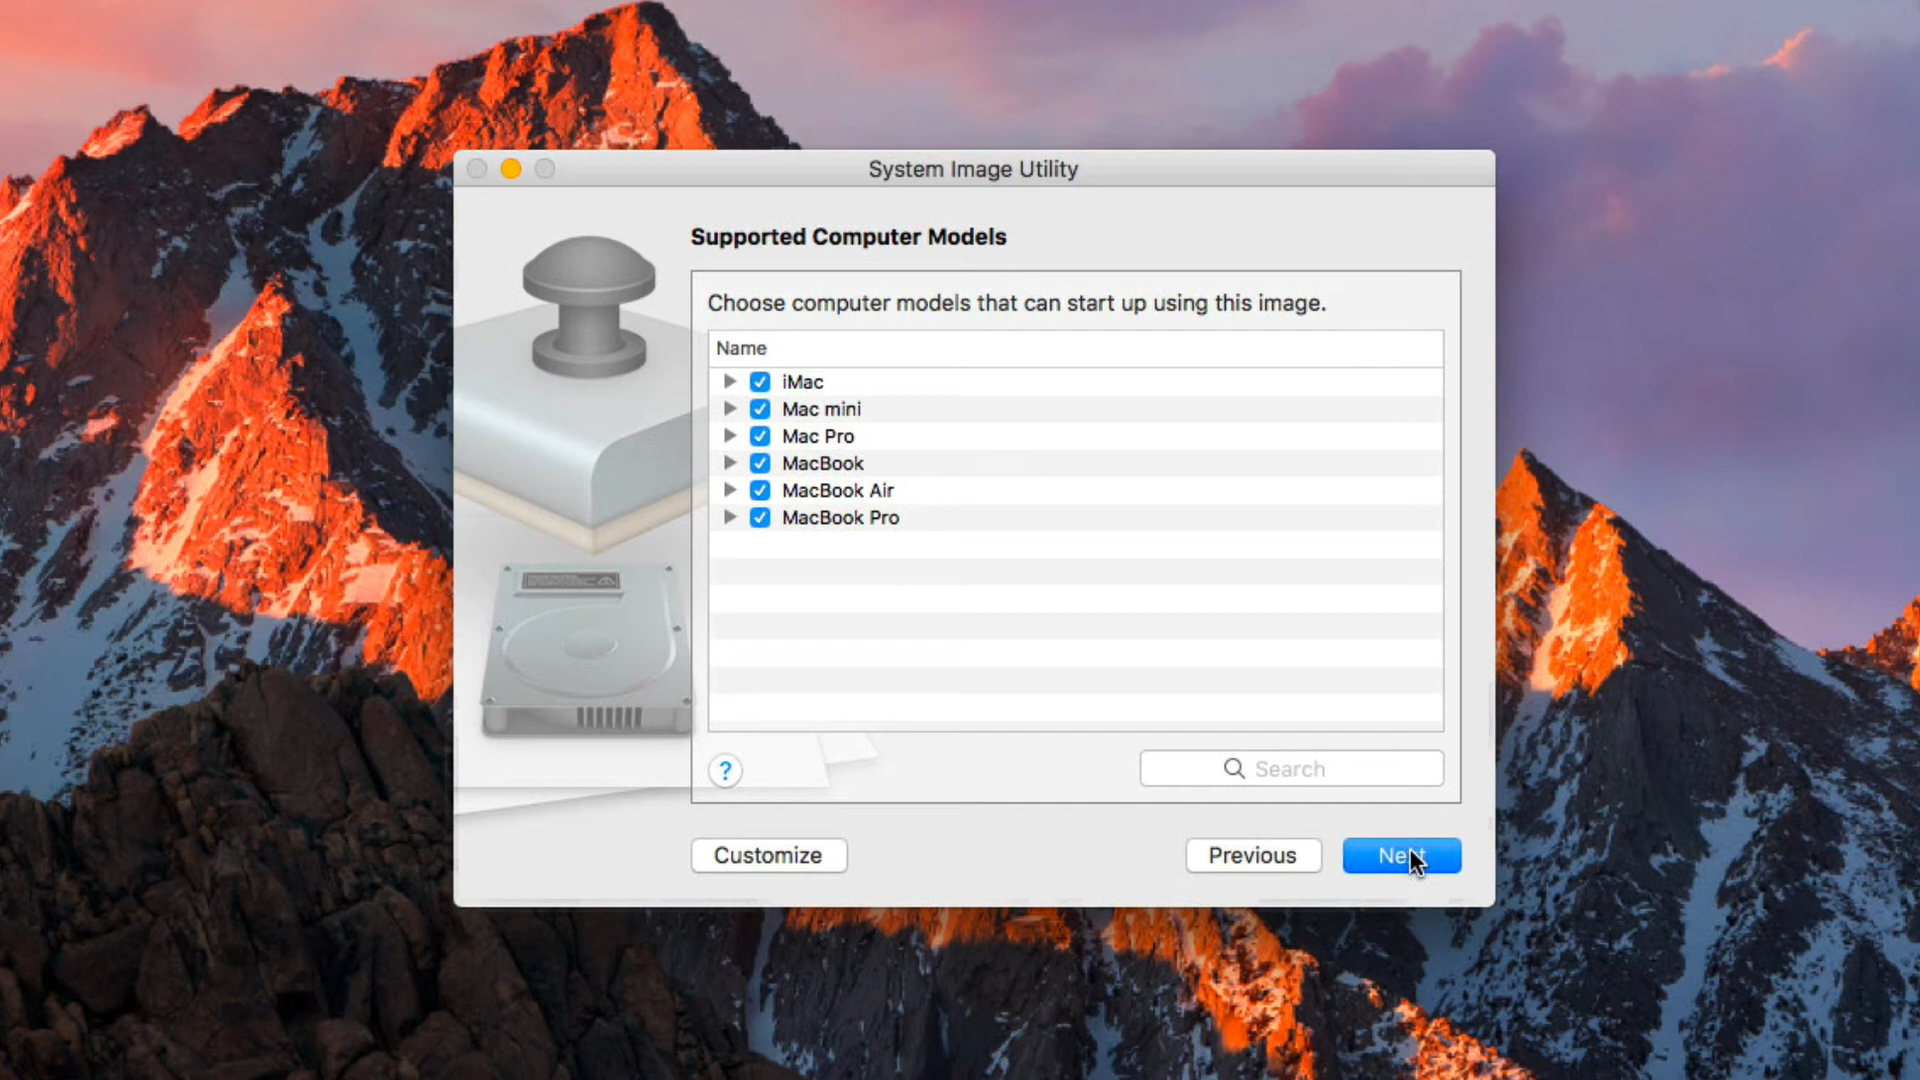 System Image Utility
Supported Computer Models
Choose computer models that can start up using this image.
Name
iMac
Mac mini
Mac Pro
MacBook
MacBook Air
MacBook Pro
?
Search
Customize
Previous
Next